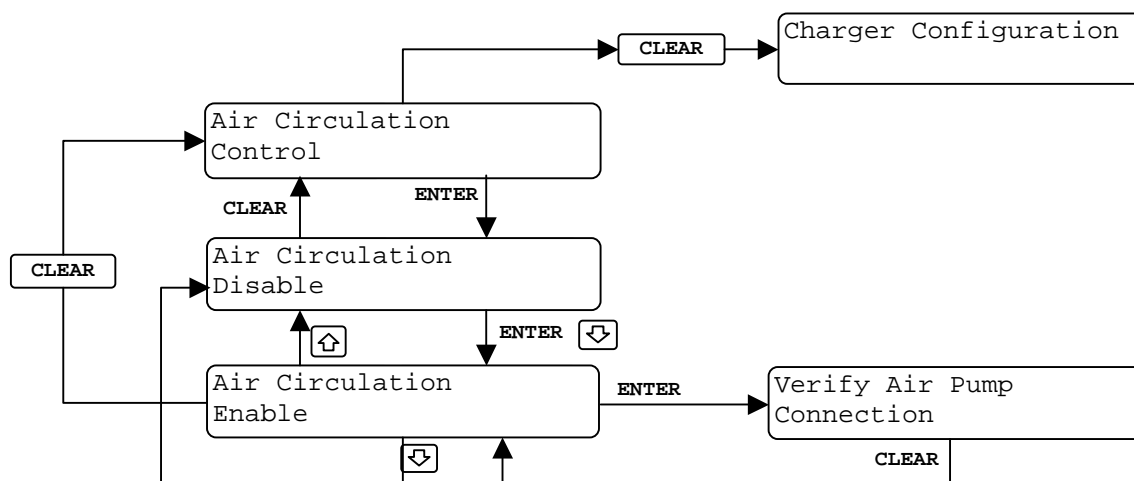 Charger Configuration
CLEAR
Air Circulation
Control
CLEAR
ENTER
CLEAR
Air Circulation
Disable
ENTER
Air Circulation
Enable
ENTER
Verify Air Pump
Connection
CLEAR